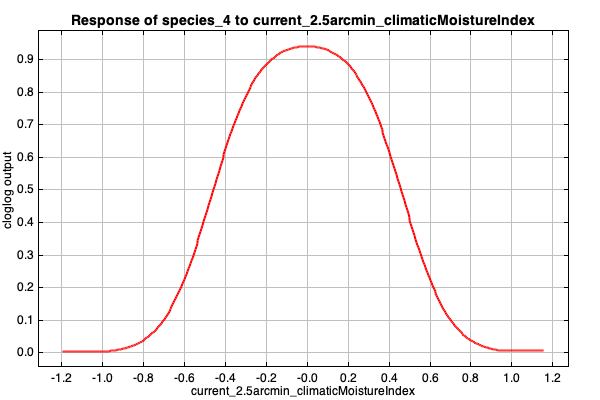 Response of species_4 to current_2.5arcmin_climaticMoistureIndex
cloglog output
0.9
0.8
0.7
0.6
0.5
0.4
0.3
0.2
0.1
0.0
-1.2 -1.0 -0.8 -0.6 -0.4 -0.2 -0.0 0.2 0.4 0.6 0.8 1.0 1.2
current_2.5arcmin_climaticMoistureIndex